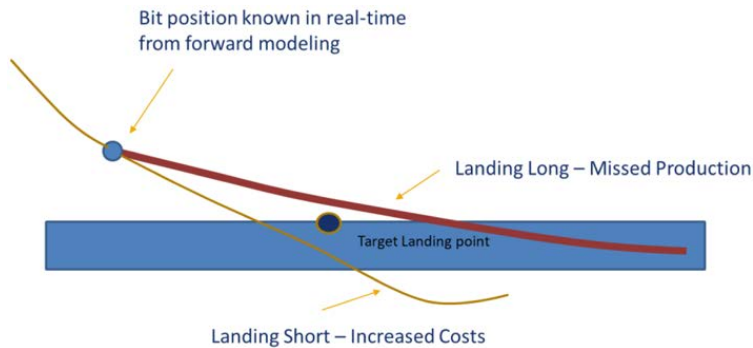 Bit position known in real-time
from forward modeling
Landing Long – Missed Production
Target Landing point
Landing Short – Increased Costs